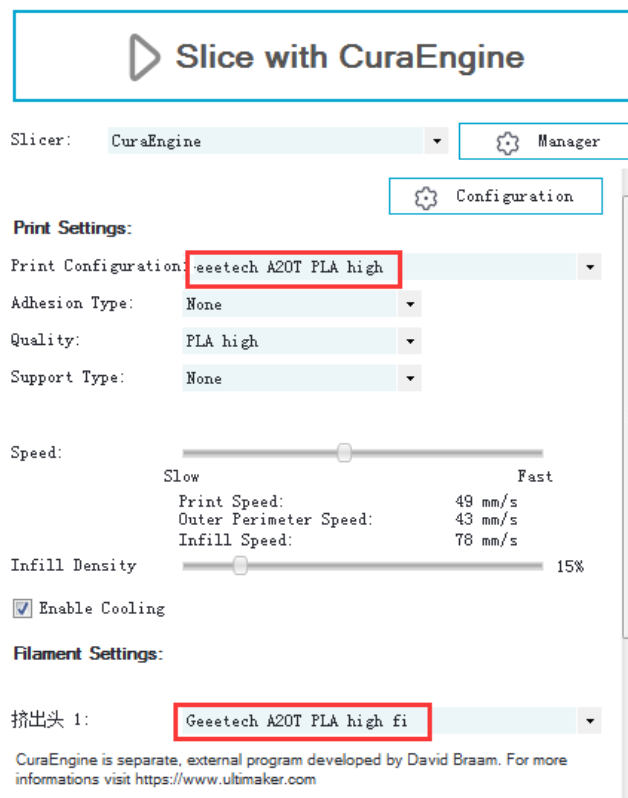 Slice with CuraEngine
Slicer: CuraEngine Manager
Configuration
Print Settings:
Print Configuration: eeetech A20T PLA high
Adhesion Type: None
Quality: PLA high
Support Type: None
Speed:
Slow Fast
Print Speed: 49 mm/s
Outer Perimeter Speed: 43 mm/s
Infill Speed: 78 mm/s
Infill Density 15%
Enable Cooling
Filament Settings:
挤出头 1: Geeetech A20T PLA high fi
CuraEngine is separate, external program developed by David Braam. For more
informations visit https://www.ultimaker.com